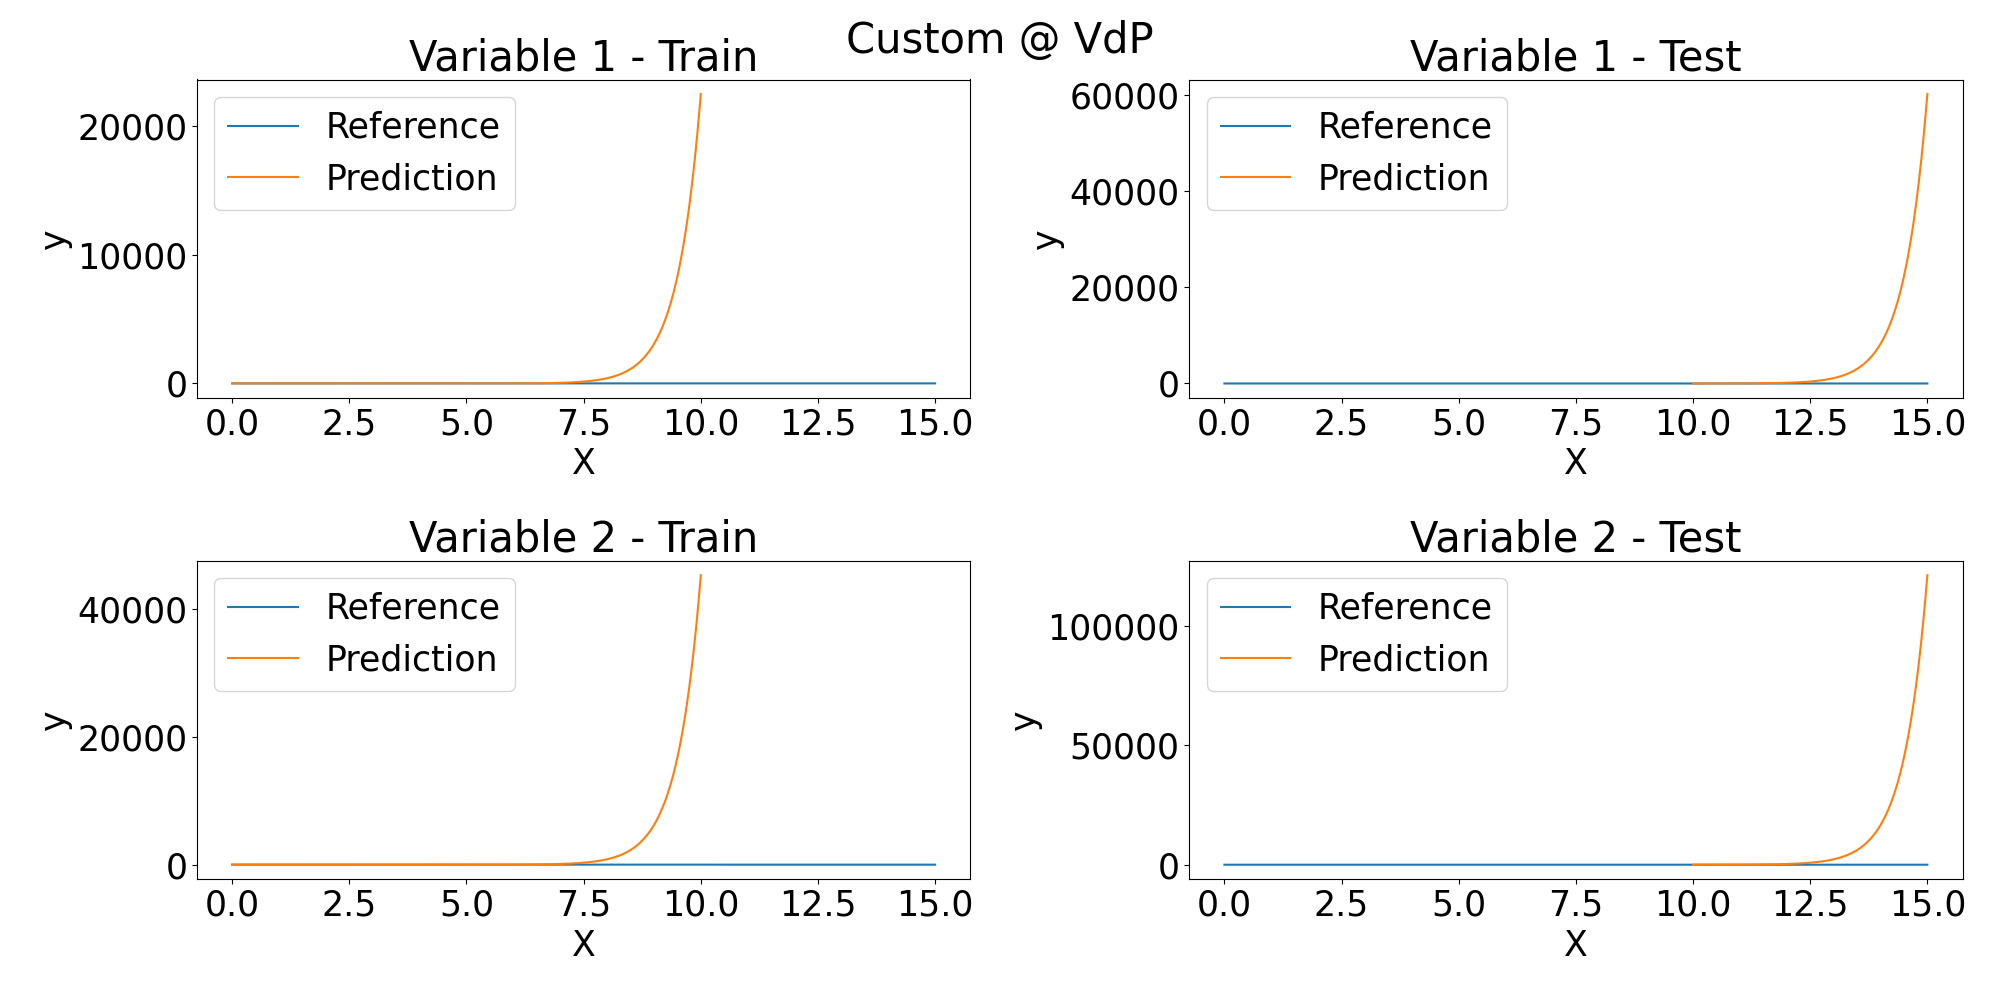 Custom @ VdP
Variable 1 - Train
Reference
Prediction
20000
10000
0
y
0.0 2.5 5.0 7.5 10.0 12.5 15.0
X
Variable 1 - Test
Reference
Prediction
60000
40000
20000
0
y
0.0 2.5 5.0 7.5 10.0 12.5 15.0
X
Variable 2 - Train
Reference
Prediction
40000
20000
0
y
0.0 2.5 5.0 7.5 10.0 12.5 15.0
X
Variable 2 - Test
Reference
Prediction
100000
50000
0
y
0.0 2.5 5.0 7.5 10.0 12.5 15.0
X